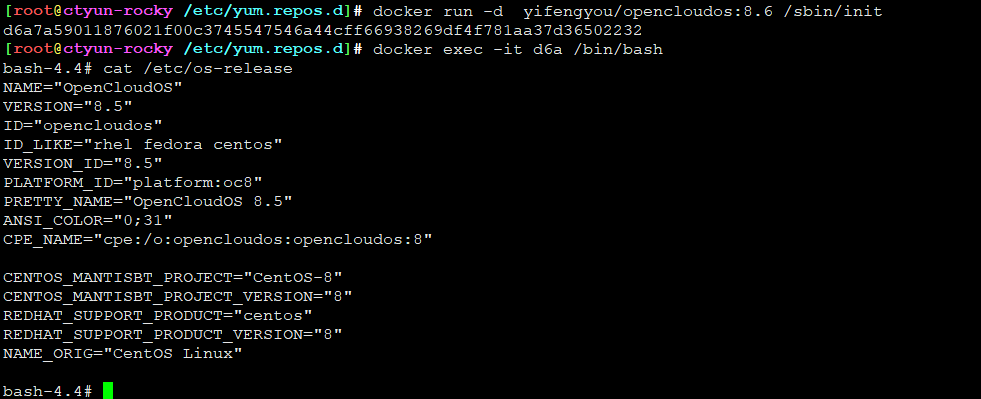 [root@ctyun-rocky /etc/yum.repos.d]# docker run -d  yifengyou/opencloudos:8.6 /sbin/init
d6a7a59011876021f00c3745547546a44cff66938269df4f781aa37d36502232
[root@ctyun-rocky /etc/yum.repos.d]# docker exec -it d6a /bin/bash
bash-4.4# cat /etc/os-release
NAME="OpenCloudOS"
VERSION="8.5"
ID="opencloudos"
ID_LIKE="rhel fedora centos"
VERSION_ID="8.5"
PLATFORM_ID="platform:oc8"
PRETTY_NAME="OpenCloudOS 8.5"
ANSI_COLOR="0;31"
CPE_NAME="cpe:/o:opencloudos:opencloudos:8"

CENTOS_MANTISBT_PROJECT="CentOS-8"
CENTOS_MANTISBT_PROJECT_VERSION="8"
REDHAT_SUPPORT_PRODUCT="centos"
REDHAT_SUPPORT_PRODUCT_VERSION="8"
NAME_ORIG="CentOS Linux"

bash-4.4#